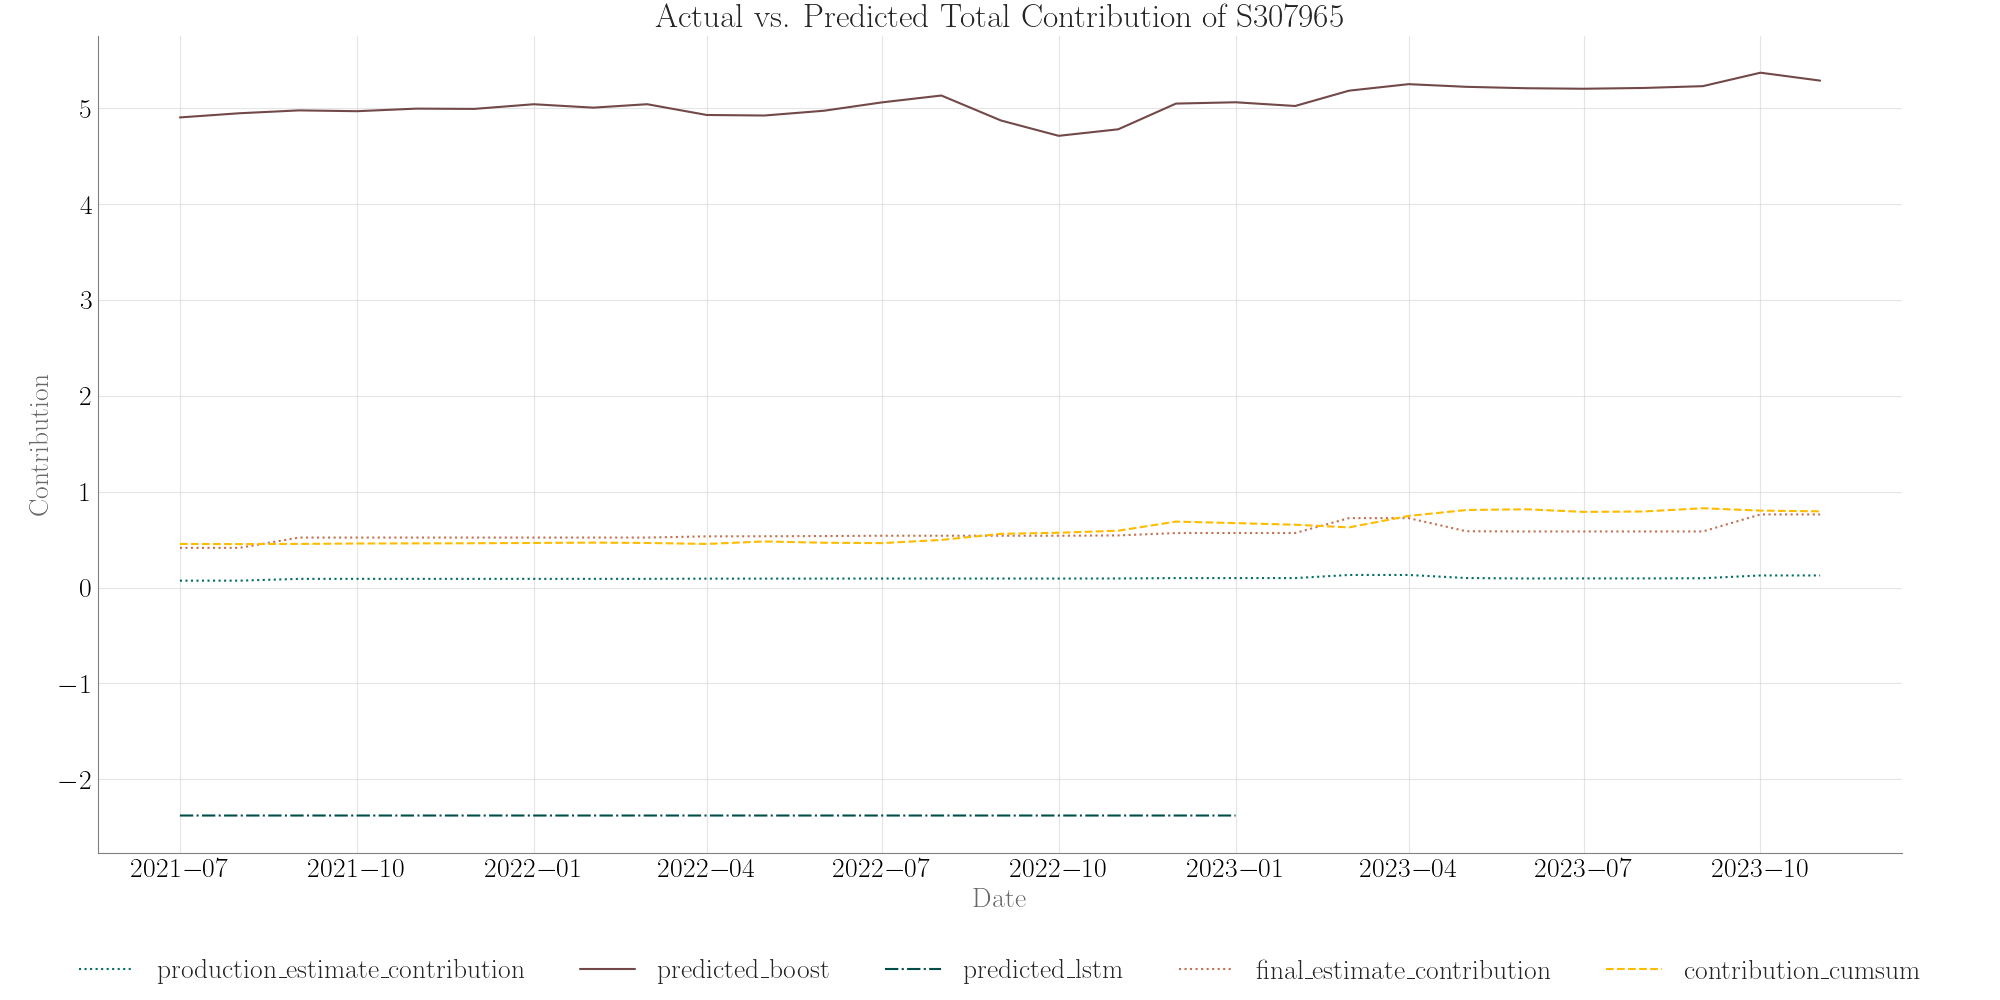 Actual vs. Predicted Total Contribution of S307965
5
4
3
2
1
0
−1
−2
Contribution
2021−07 2021−10 2022−01 2022−04 2022−07 2022−10 2023−01 2023−04 2023−07 2023−10
Date
production_estimate_contribution predicted_boost predicted_lstm final_estimate_contribution contribution_cumsum